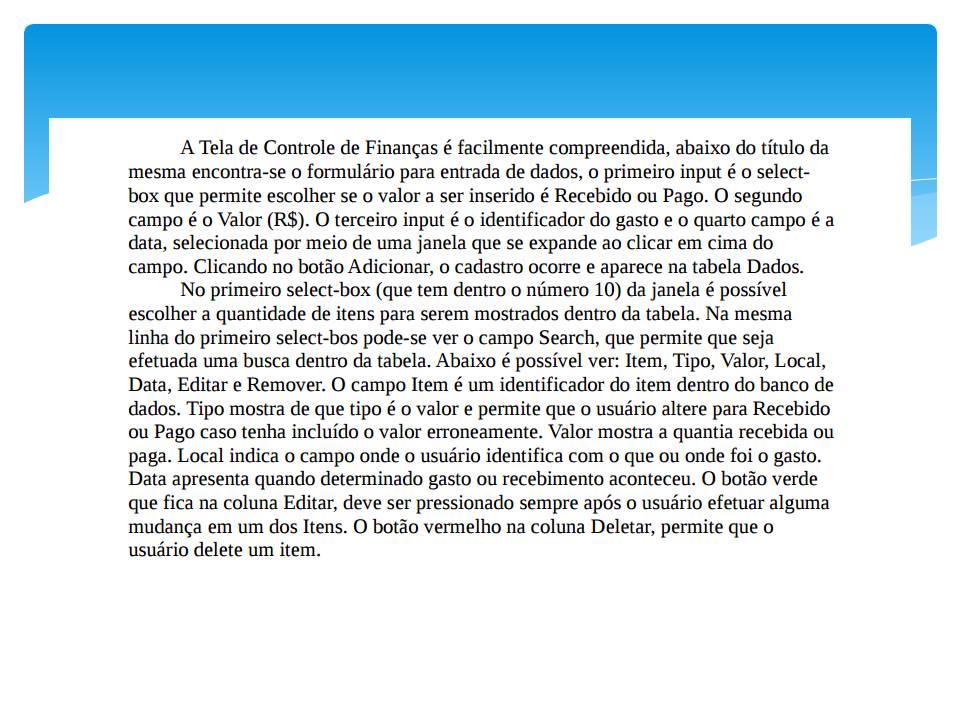 A Tela de Controle de Finanças é facilmente compreendida, abaixo do título da
mesma encontra-se o formulário para entrada de dados, o primeiro input é o select-
box que permite escolher se o valor a ser inserido é Recebido ou Pago. O segundo
campo é o Valor (R$). O terceiro input é o identificador do gasto e o quarto campo é a
data, selecionada por meio de uma janela que se expande ao clicar em cima do
campo. Clicando no botão Adicionar, o cadastro ocorre e aparece na tabela Dados.
No primeiro select-box (que tem dentro o número 10) da janela é possível
escolher a quantidade de itens para serem mostrados dentro da tabela. Na mesma
linha do primeiro select-bos pode-se ver o campo Search, que permite que seja
efetuada uma busca dentro da tabela. Abaixo é possível ver: Item, Tipo, Valor, Local,
Data, Editar e Remover. O campo Item é um identificador do item dentro do banco de
dados. Tipo mostra de que tipo é o valor e permite que o usuário altere para Recebido
ou Pago caso tenha incluído o valor erroneamente. Valor mostra a quantia recebida ou
paga. Local indica o campo onde o usuário identifica com o que ou onde foi o gasto.
Data apresenta quando determinado gasto ou recebimento aconteceu. O botão verde
que fica na coluna Editar, deve ser pressionado sempre após o usuário efetuar alguma
mudança em um dos Itens. O botão vermelho na coluna Deletar, permite que o
usuário delete um item.